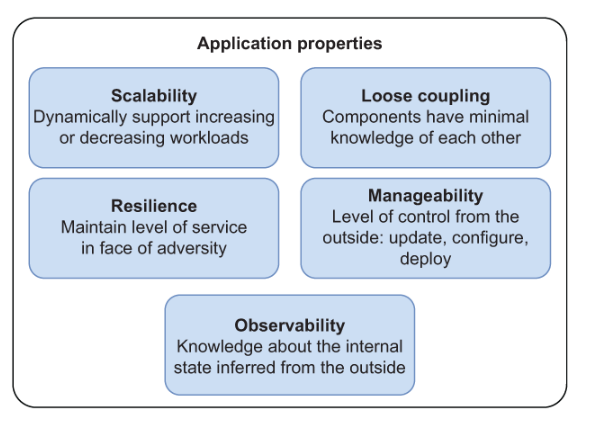 Application properties
Scalability
Dynamically support increasing
or decreasing workloads
Loose coupling
Components have minimal
knowledge of each other
Resilience
Maintain level of service
in face of adversity
Manageability
Level of control from the
outside: update, configure,
deploy
Observability
Knowledge about the internal
state inferred from the outside